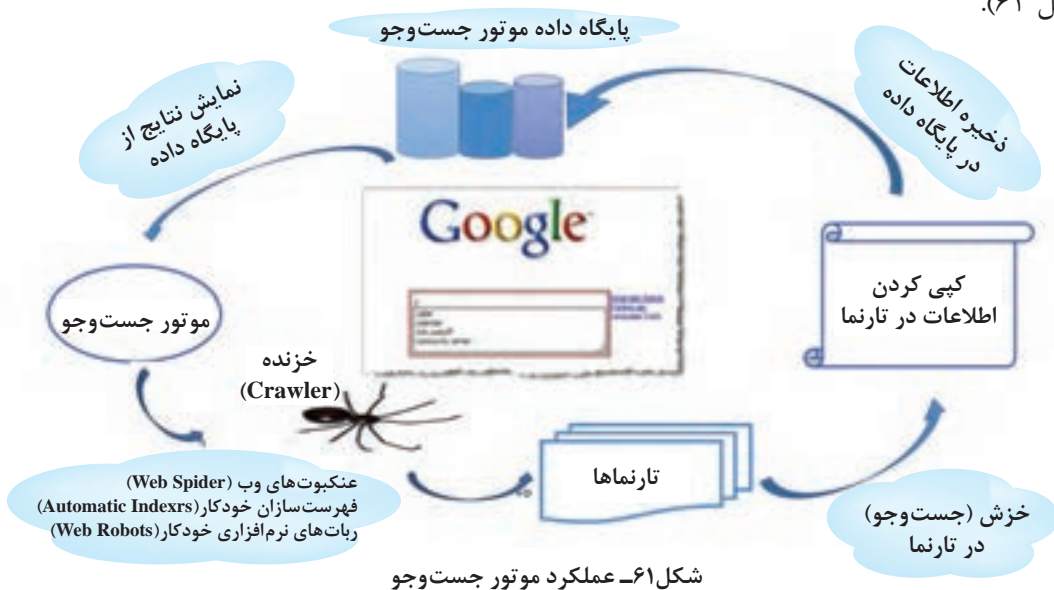 ل ۶۱).
پایگاه داده موتور جست‌وجو
نمایش نتایج از
پایگاه داده
ذخیره اطلاعات
در پایگاه داده
Google
کپی کردن
اطلاعات در تارنما
موتور جست‌وجو
خزنده
(Crawler)
تارنماها
عنکبوت‌های وب (Web Spider)
فهرست‌سازان خودکار(Automatic Indexrs)
ربات‌های نرم‌افزاری خودکار(Web Robots)
خزش (جست‌وجو)
در تارنما
شکل۶۱ـ عملکرد موتور جست‌وجو